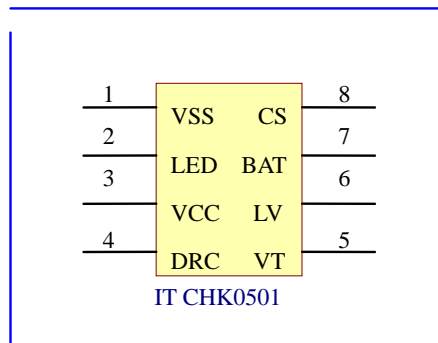 1 8
VSS CS
2 7
LED BAT
3 6
VCC LV
4 5
DRC VT
IT CHK0501